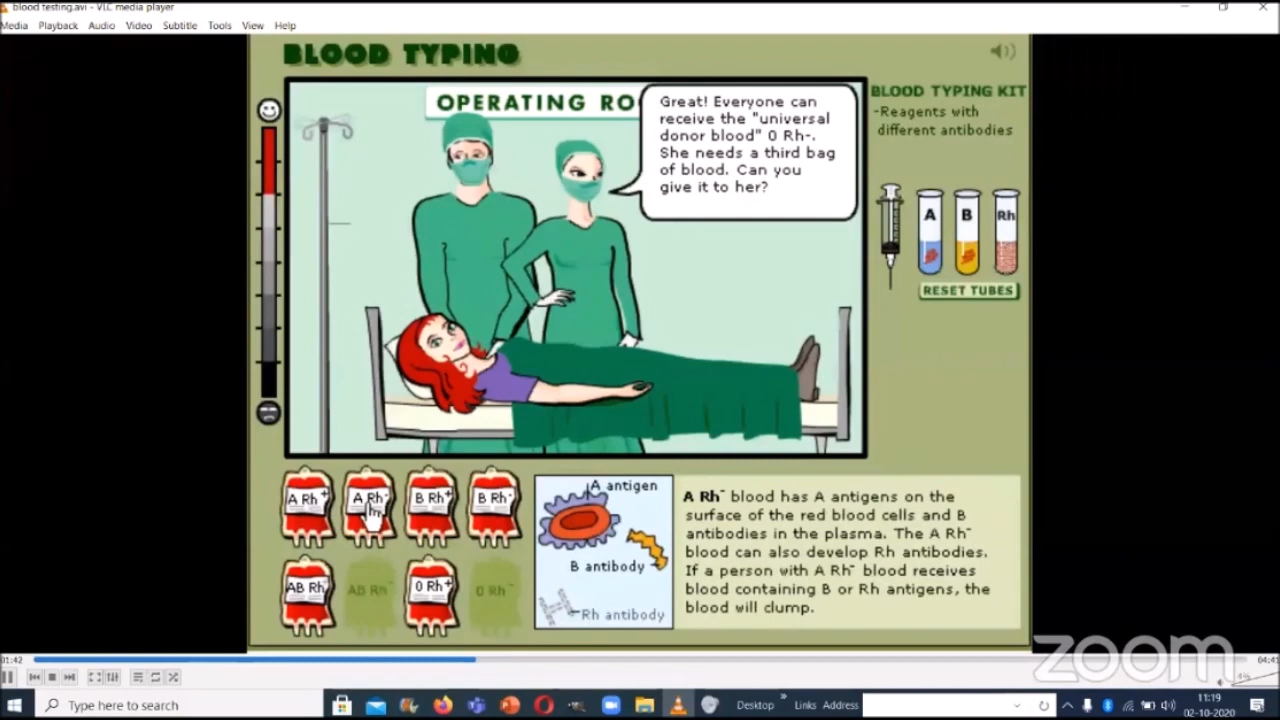 blood testing.avi - VLC media player
Media Playback Audio Video Subtitle Tools View Help
BLOOD TYPING
OPERATING RO
Great! Everyone can
receive the "universal
donor blood" 0 Rh-.
She needs a third bag
of blood. Can you
give it to her?
BLOOD TYPING KIT
-Reagents with
different antibodies
A B Rh
RESET TUBES
A Rh+ A Rh- B Rh+ B Rh-
AB Rh AB Rh- 0 Rh+ 0 Rh-
A antigen
B antibody
Rh antibody
A Rh- blood has A antigens on the
surface of the red blood cells and B
antibodies in the plasma. The A Rh-
blood can also develop Rh antibodies.
If a person with A Rh- blood receives
blood containing B or Rh antigens, the
blood will clump.
zoom
01:42
04:41
Type here to search
Desktop
Links
Address
11:19
02-10-2020